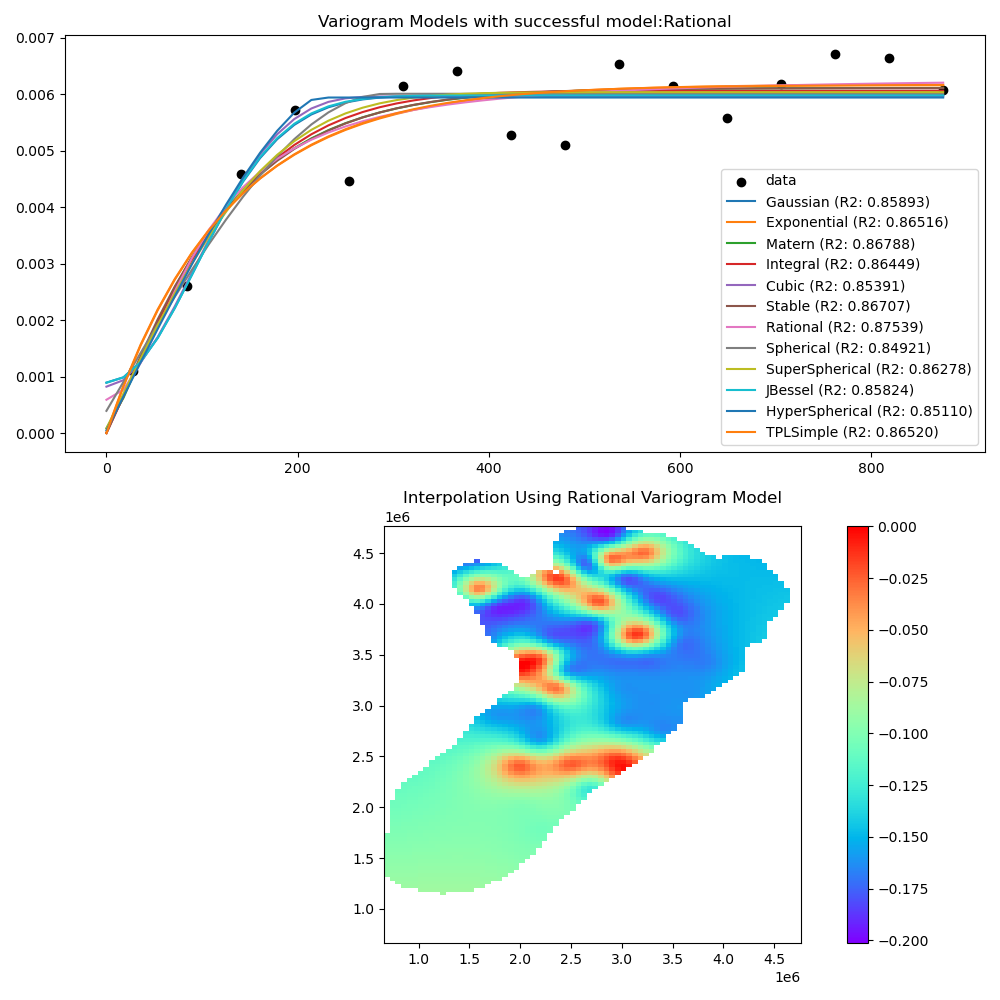 Variogram Models with successful model:Rational
0.007
0.006
0.005
0.004
0.003
0.002
0.001
0.000
0 200 400 600 800
data
Gaussian (R2: 0.85893)
Exponential (R2: 0.86516)
Matern (R2: 0.86788)
Integral (R2: 0.86449)
Cubic (R2: 0.85391)
Stable (R2: 0.86707)
Rational (R2: 0.87539)
Spherical (R2: 0.84921)
SuperSpherical (R2: 0.86278)
JBessel (R2: 0.85824)
HyperSpherical (R2: 0.85110)
TPLSimple (R2: 0.86520)
Interpolation Using Rational Variogram Model
1e6
4.5
4.0
3.5
3.0
2.5
2.0
1.5
1.0
1.0 1.5 2.0 2.5 3.0 3.5 4.0 4.5
1e6
0.000
−0.025
−0.050
−0.075
−0.100
−0.125
−0.150
−0.175
−0.200